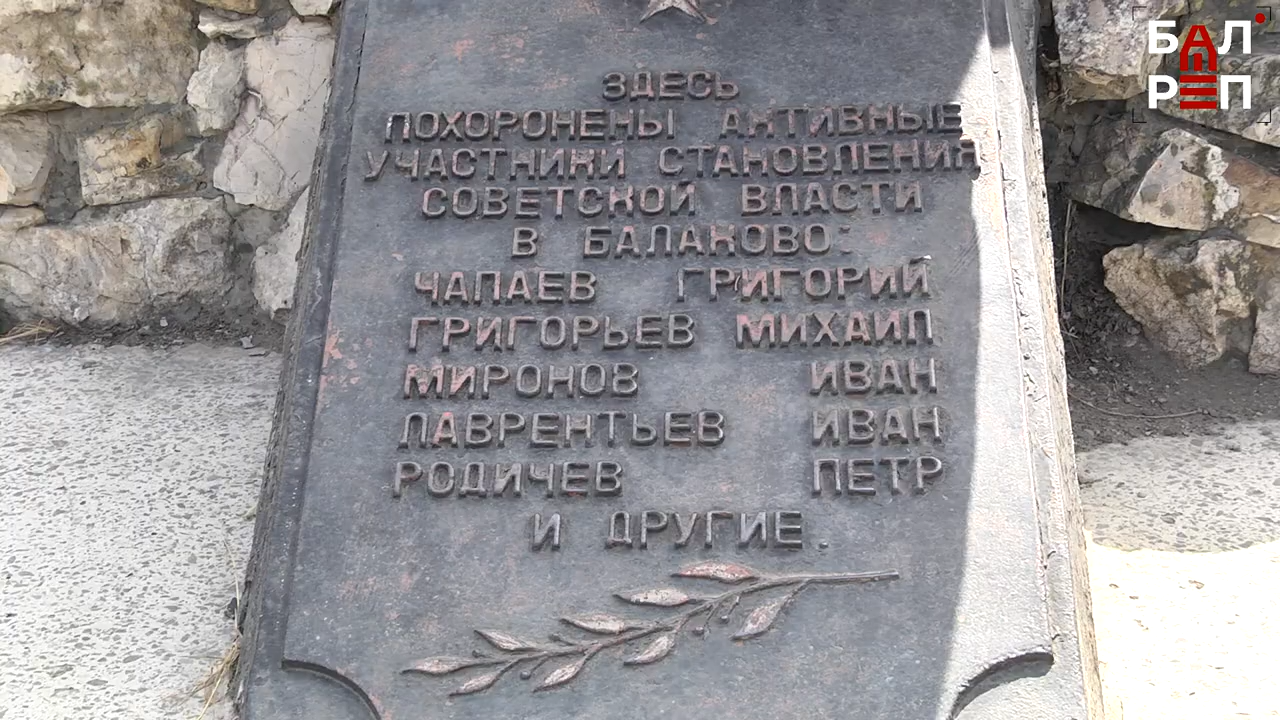 БАЛ
РЕП
ЗДЕСЬ
ПОХОРОНЕНЫ АКТИВНЫЕ
УЧАСТНИКИ СТАНОВЛЕНИЯ
СОВЕТСКОЙ ВЛАСТИ
В БАЛАКОВО:
ЧАПАЕВ ГРИГОРИЙ
ГРИГОРЬЕВ МИХАИЛ
МИРОНОВ ИВАН
ЛАВРЕНТЬЕВ ИВАН
РОДИЧЕВ ПЕТР
И ДРУГИЕ.